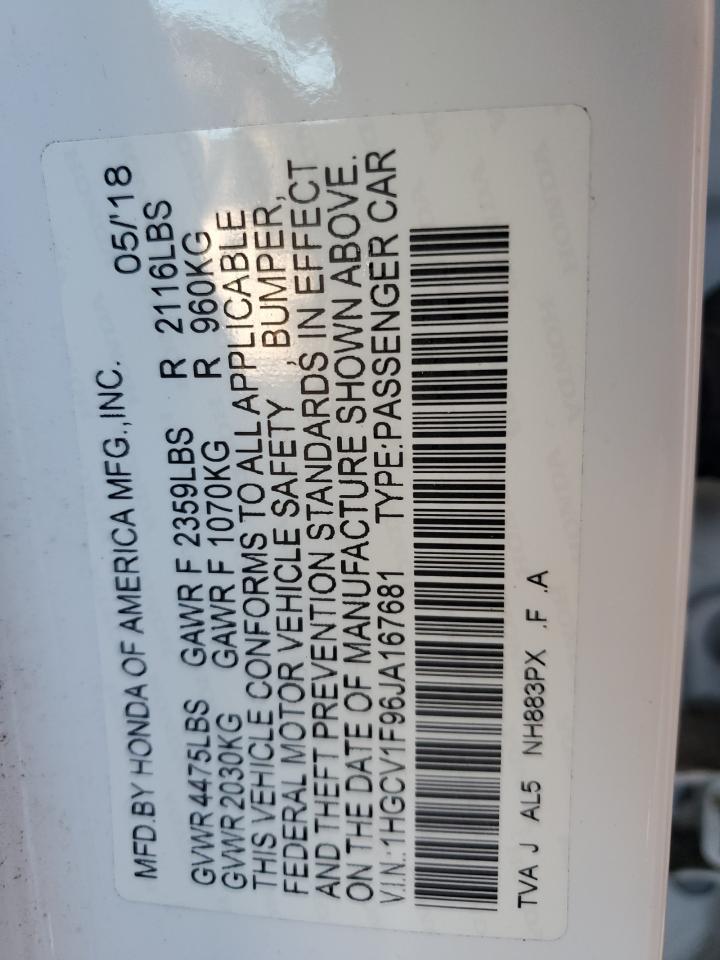 MFD.BY HONDA OF AMERICA MFG.,INC. 05/'18
GVWR 4475LBS GAWR F 2359LBS R 2116LBS
GVWR 2030KG GAWR F 1070KG R 960KG
THIS VEHICLE CONFORMS TO ALL APPLICABLE
FEDERAL MOTOR VEHICLE SAFETY , BUMPER,
AND THEFT PREVENTION STANDARDS IN EFFECT
ON THE DATE OF MANUFACTURE SHOWN ABOVE.
V.I.N.:1HGCV1F96JA167681 TYPE:PASSENGER CAR
TVA J AL5 NH883PX .F .A